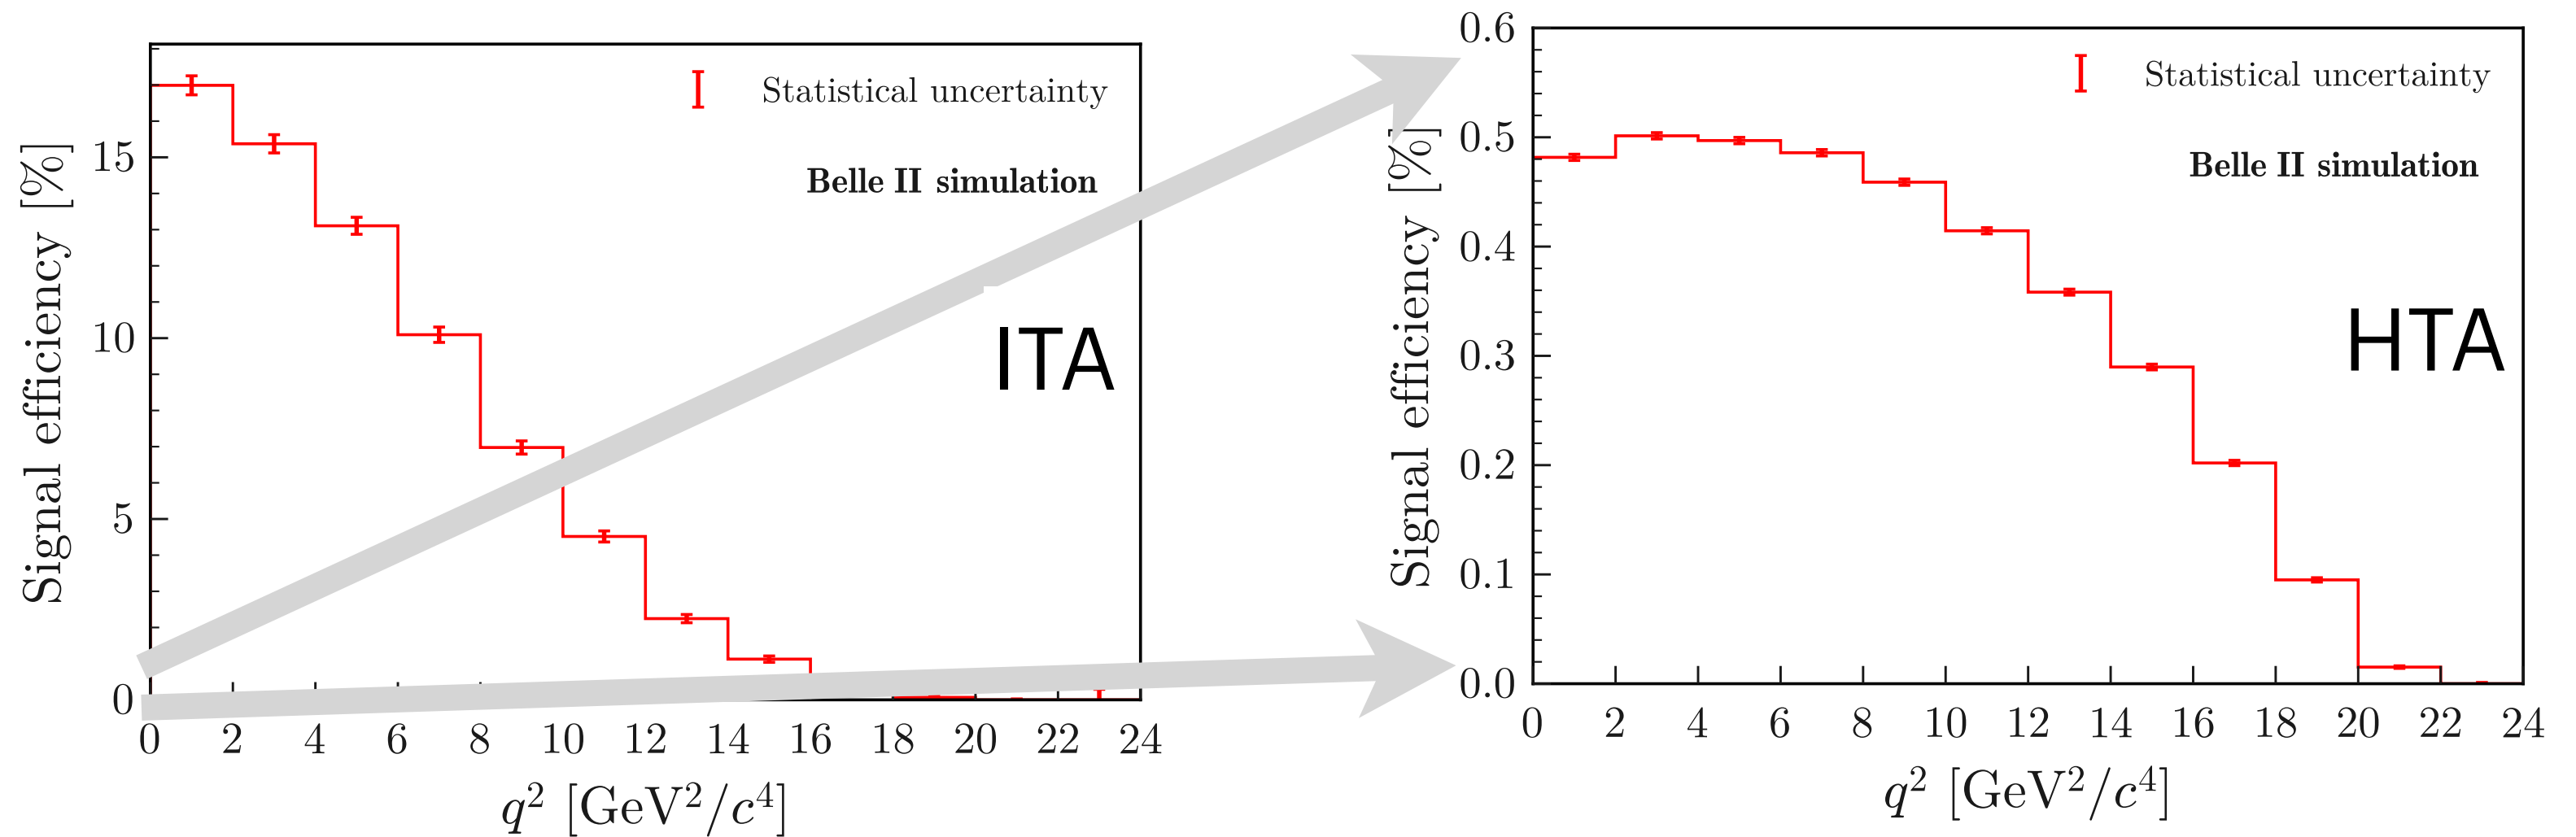 Signal efficiency [%]
15
10
5
0
Statistical uncertainty
Belle II simulation
ITA
0 2 4 6 8 10 12 14 16 18 20 22 24
q² [GeV²/c⁴]
Signal efficiency [%]
0.6
0.5
0.4
0.3
0.2
0.1
0.0
Statistical uncertainty
Belle II simulation
HTA
0 2 4 6 8 10 12 14 16 18 20 22 24
q² [GeV²/c⁴]